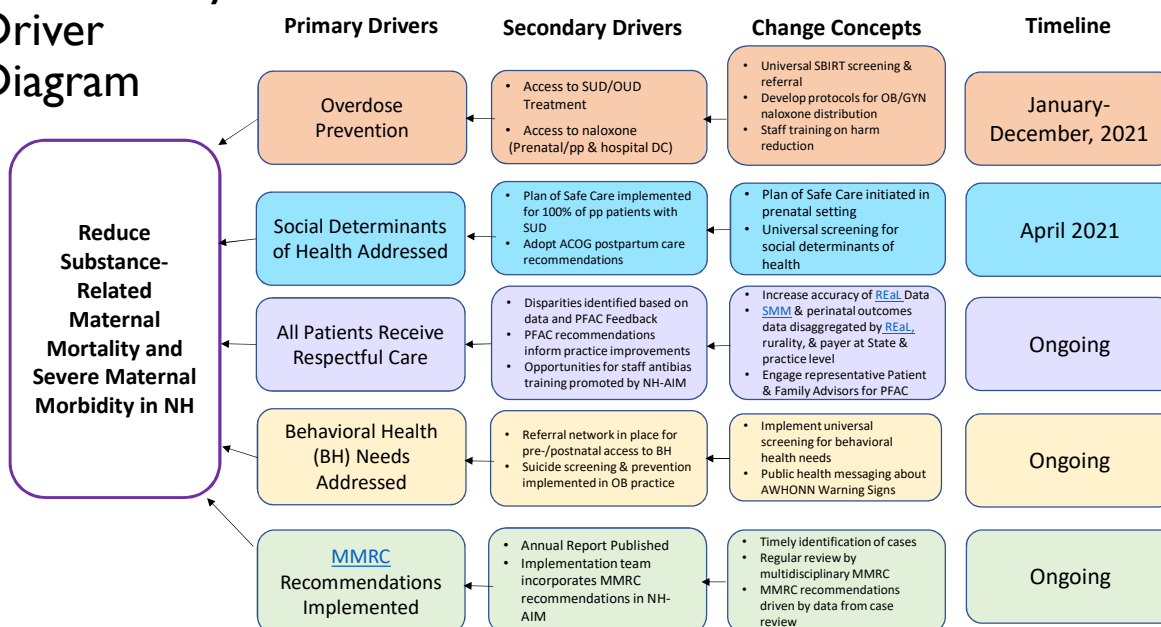 Driver
Diagram
Primary Drivers
Secondary Drivers
Change Concepts
Timeline
Reduce
Substance-
Related
Maternal
Mortality and
Severe Maternal
Morbidity in NH
Overdose
Prevention
• Access to SUD/OUD
Treatment
• Access to naloxone
(Prenatal/pp & hospital DC)
• Universal SBIRT screening &
referral
• Develop protocols for OB/GYN
naloxone distribution
• Staff training on harm
reduction
January-
December, 2021
Social Determinants
of Health Addressed
• Plan of Safe Care implemented
for 100% of pp patients with
SUD
• Adopt ACOG postpartum care
recommendations
• Plan of Safe Care initiated in
prenatal setting
• Universal screening for
social determinants of
health
April 2021
All Patients Receive
Respectful Care
• Disparities identified based on
data and PFAC Feedback
• PFAC recommendations
inform practice improvements
• Opportunities for staff antibias
training promoted by NH-AIM
• Increase accuracy of REaL Data
• SMM & perinatal outcomes
data disaggregated by REaL,
rurality, & payer at State &
practice level
• Engage representative Patient
& Family Advisors for PFAC
Ongoing
Behavioral Health
(BH) Needs
Addressed
• Referral network in place for
pre-/postnatal access to BH
• Suicide screening & prevention
implemented in OB practice
• Implement universal
screening for behavioral
health needs
• Public health messaging about
AWHONN Warning Signs
Ongoing
MMRC
Recommendations
Implemented
• Annual Report Published
• Implementation team
incorporates MMRC
recommendations in NH-
AIM
• Timely identification of cases
• Regular review by
multidisciplinary MMRC
• MMRC recommendations
driven by data from case
review
Ongoing